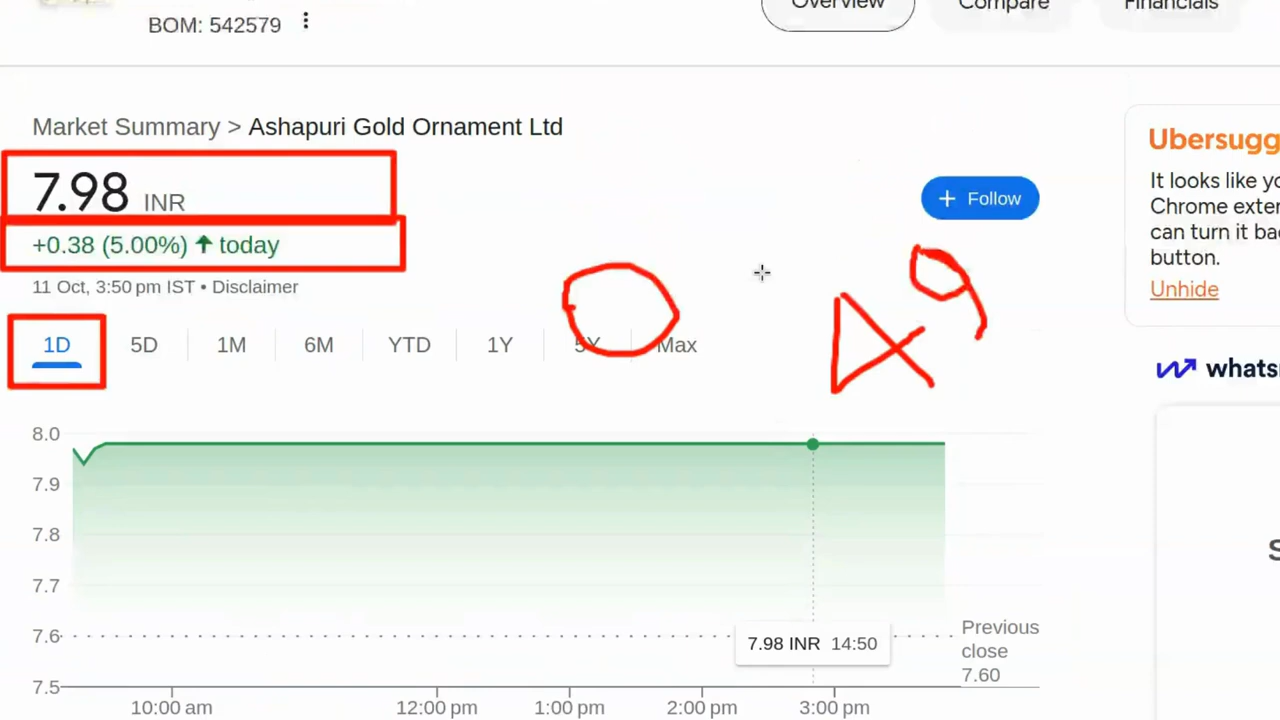 BOM: 542579
Overview
Compare
Financials
Market Summary > Ashapuri Gold Ornament Ltd
7.98 INR
+0.38 (5.00%) ↑ today
11 Oct, 3:50 pm IST • Disclaimer
+ Follow
1D 5D 1M 6M YTD 1Y 5Y Max
49
8.0
7.9
7.8
7.7
7.6
7.5
7.98 INR 14:50
Previous
close
7.60
10:00 am 12:00 pm 1:00 pm 2:00 pm 3:00 pm
Ubersugg
It looks like yo
Chrome exter
can turn it ba
button.
Unhide
whats
S